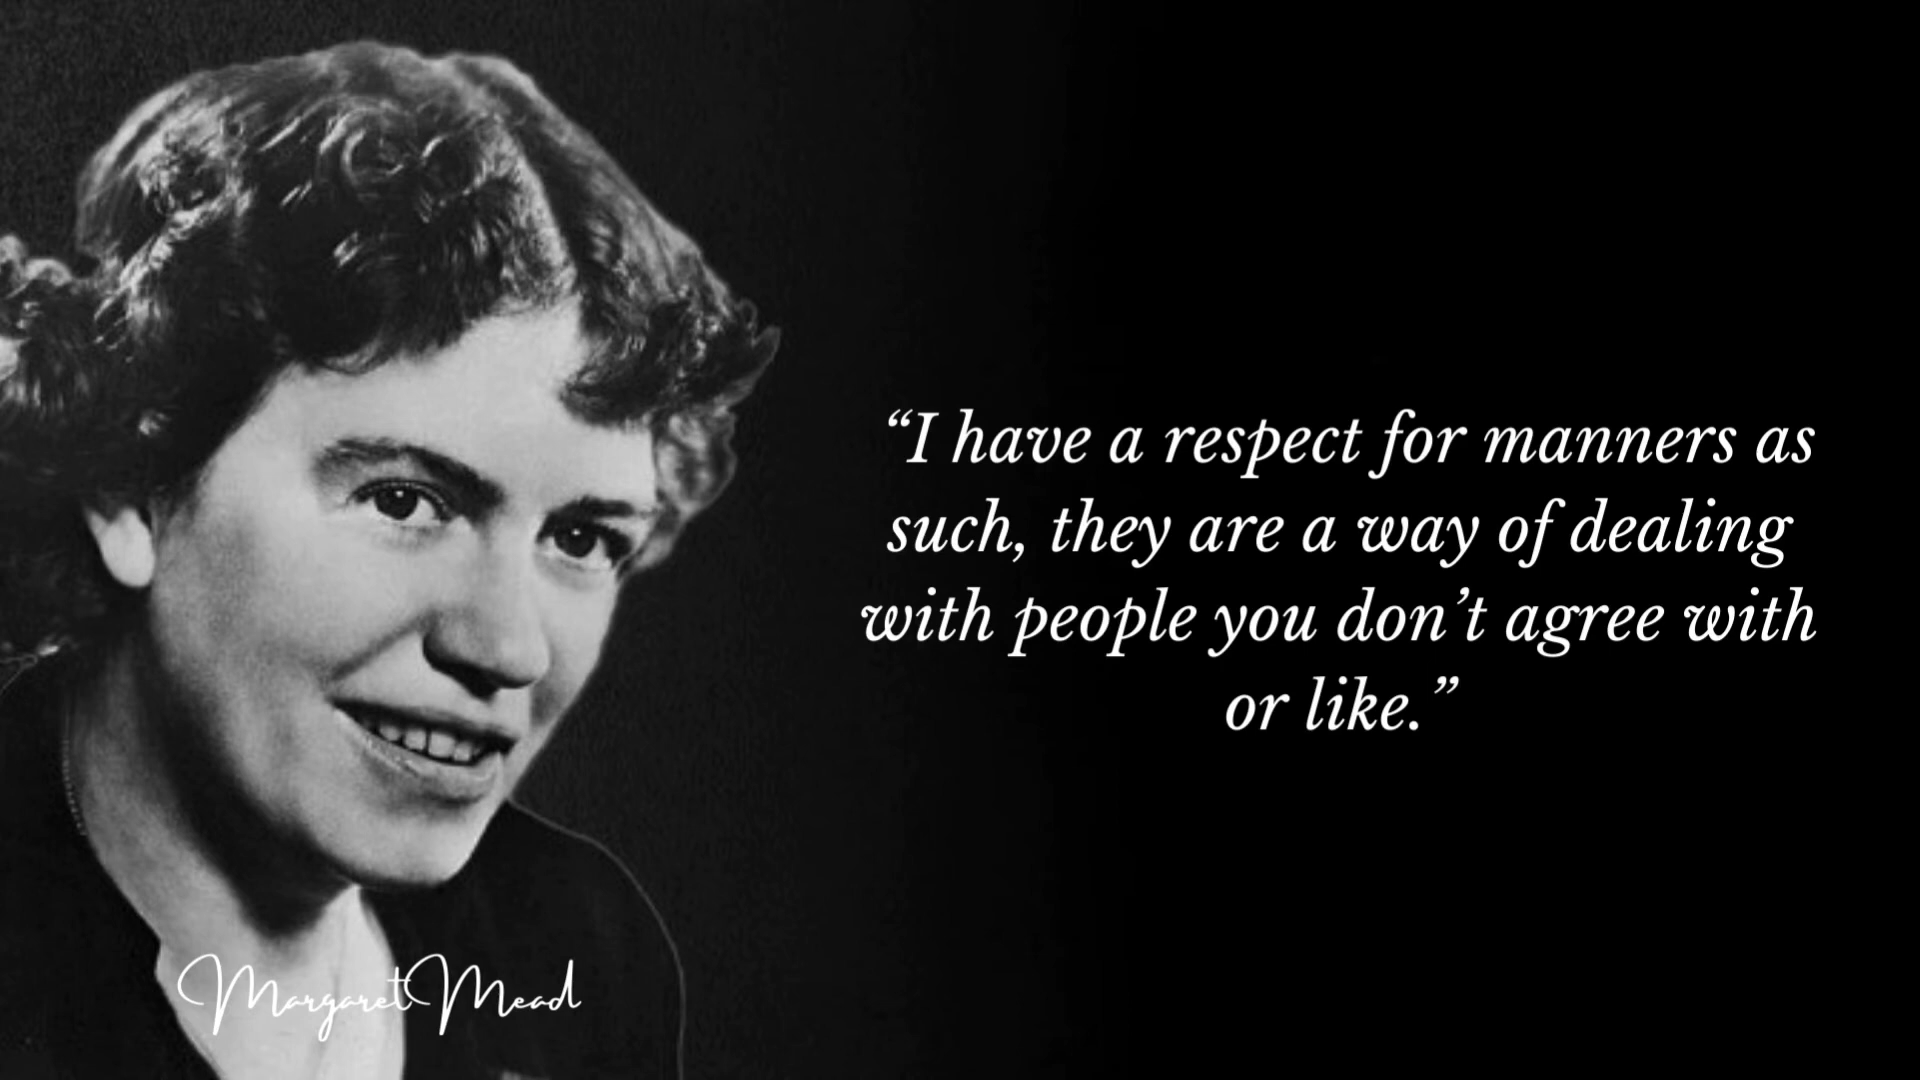 “I have a respect for manners as
such, they are a way of dealing
with people you don’t agree with
or like.”
Margaret Mead